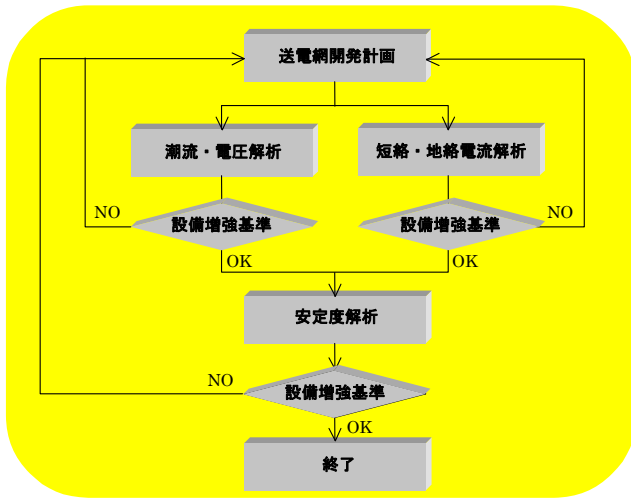 送電網開発計画
潮流・電圧解析
短絡・地絡電流解析
NO
設備増強基準
設備増強基準
NO
OK
OK
安定度解析
NO
設備増強基準
OK
終了